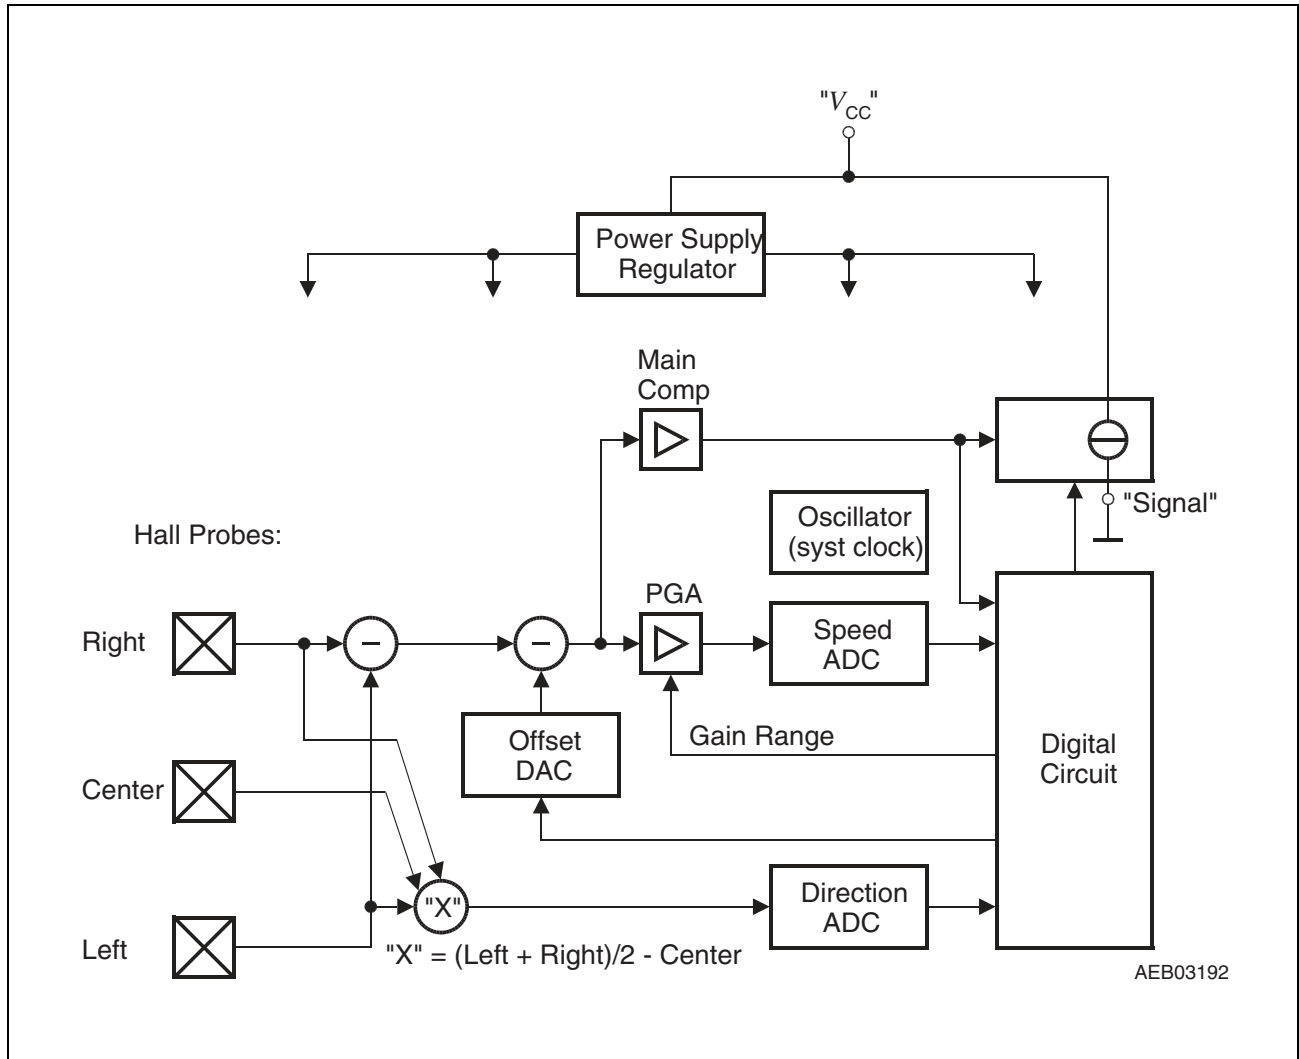 "VCC"
Power Supply
Regulator
Main
Comp
"Signal"
Oscillator
(syst clock)
Hall Probes:
PGA
Right
-
-
Speed
ADC
Gain Range
Offset
DAC
Digital
Circuit
Center
"X"
Direction
ADC
Left
"X" = (Left + Right)/2 - Center
AEB03192